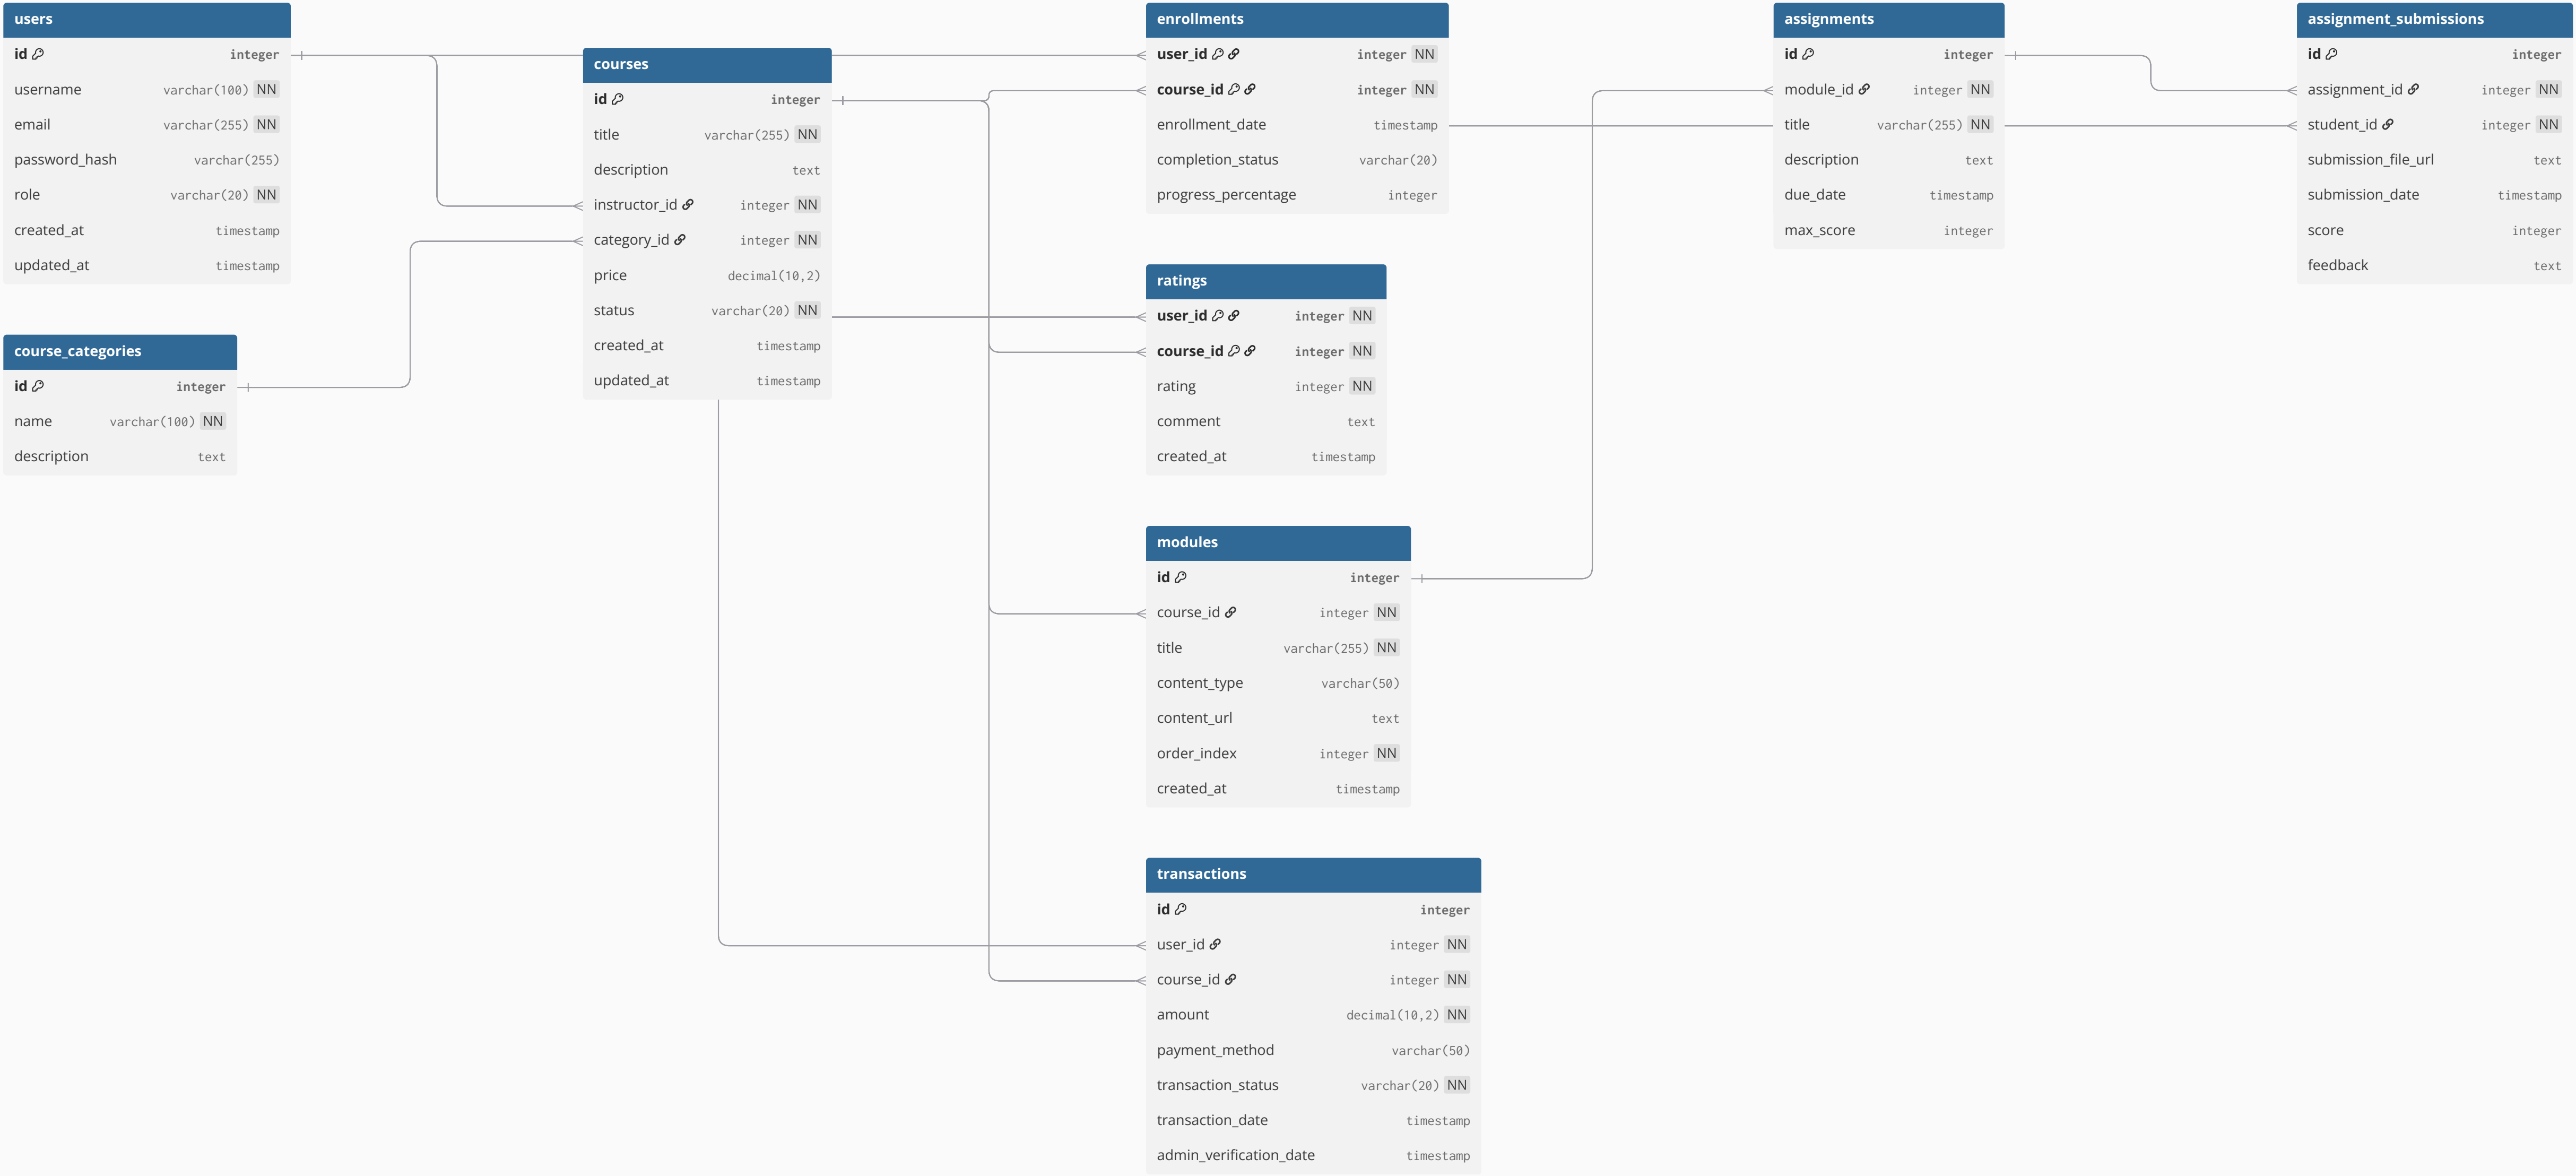 users
id integer
username varchar(100) NN
email varchar(255) NN
password_hash varchar(255)
role varchar(20) NN
created_at timestamp
updated_at timestamp
course_categories
id integer
name varchar(100) NN
description text
courses
id integer
title varchar(255) NN
description text
instructor_id integer NN
category_id integer NN
price decimal(10,2)
status varchar(20) NN
created_at timestamp
updated_at timestamp
enrollments
user_id integer NN
course_id integer NN
enrollment_date timestamp
completion_status varchar(20)
progress_percentage integer
ratings
user_id integer NN
course_id integer NN
rating integer NN
comment text
created_at timestamp
modules
id integer
course_id integer NN
title varchar(255) NN
content_type varchar(50)
content_url text
order_index integer NN
created_at timestamp
transactions
id integer
user_id integer NN
course_id integer NN
amount decimal(10,2) NN
payment_method varchar(50)
transaction_status varchar(20) NN
transaction_date timestamp
admin_verification_date timestamp
assignments
id integer
module_id integer NN
title varchar(255) NN
description text
due_date timestamp
max_score integer
assignment_submissions
id integer
assignment_id integer NN
student_id integer NN
submission_file_url text
submission_date timestamp
score integer
feedback text